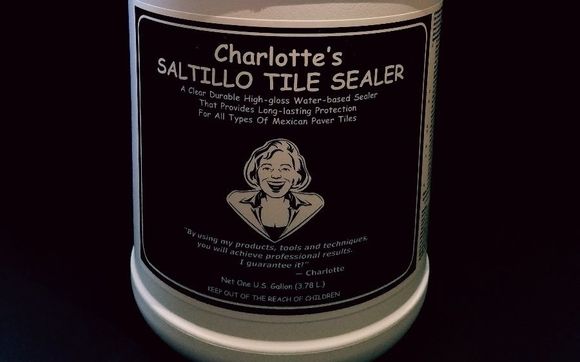 Charlotte's
SALTILLO TILE SEALER
A Clear Durable High-gloss Water-based Sealer
That Provides Long-lasting Protection
For All Types Of Mexican Paver Tiles
"By using my products, tools and techniques,
you will achieve professional results.
I guarantee it!"
— Charlotte
Net One U.S. Gallon (3.78 L.)
KEEP OUT OF THE REACH OF CHILDREN